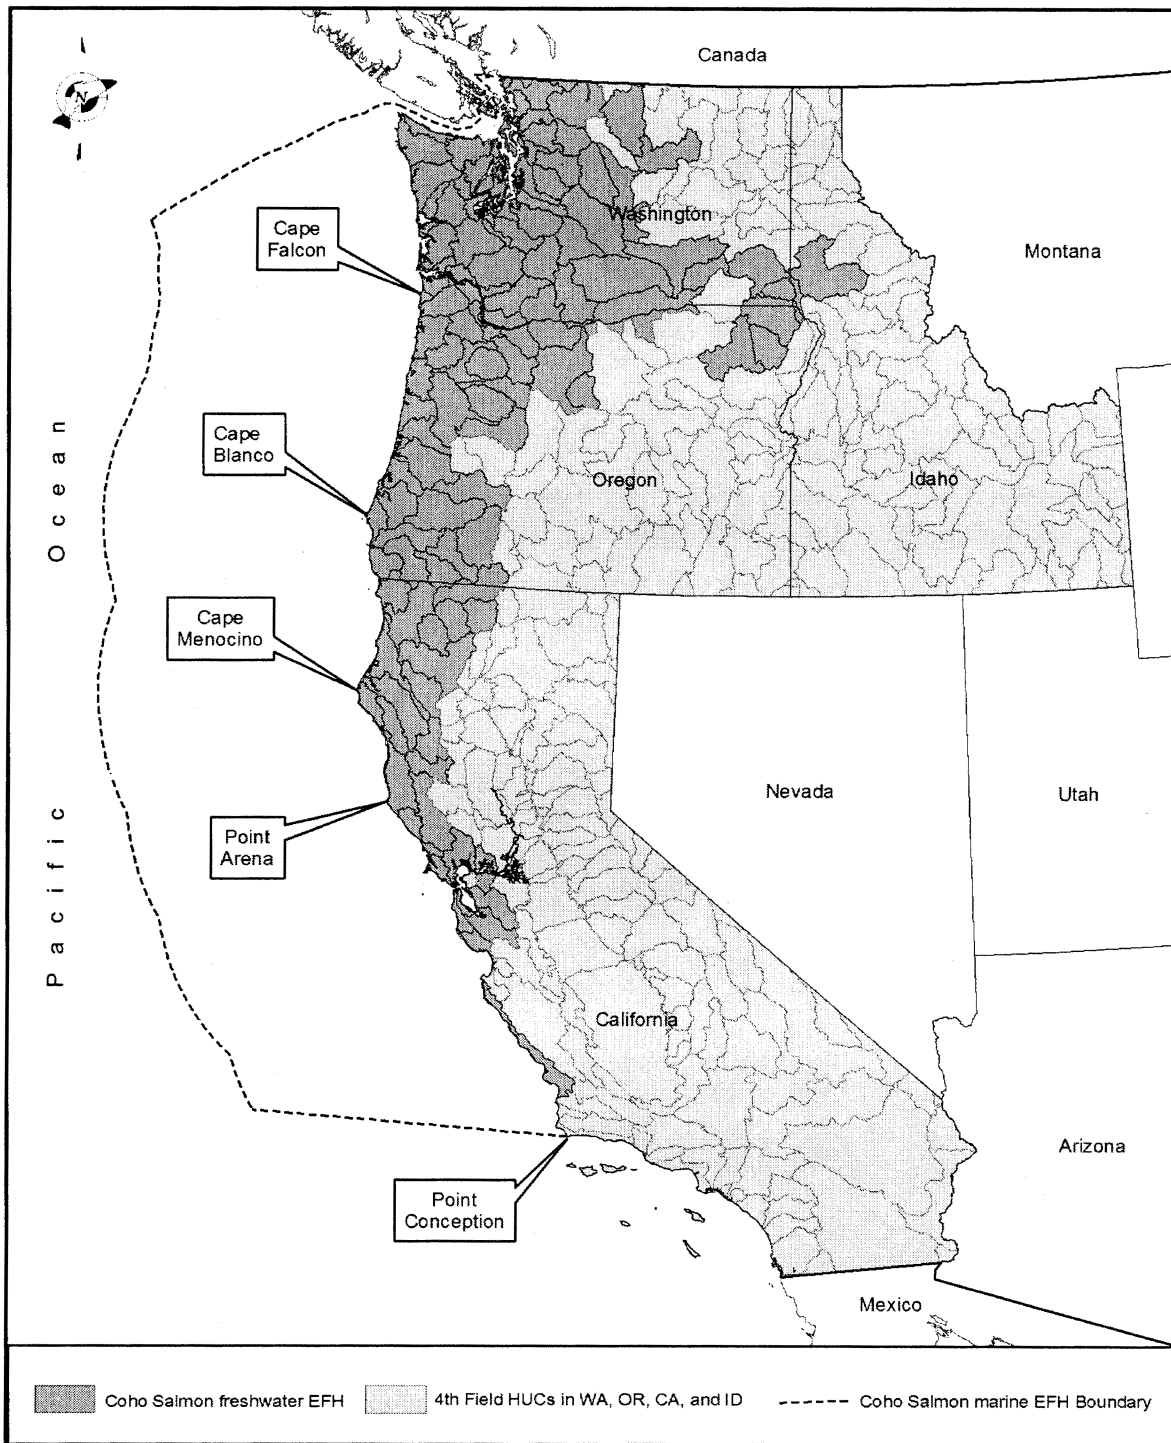 Canada
N
Washington
Cape
Falcon
Montana
Cape
Blanco
Oregon
Idaho
Pacific Ocean
Cape
Menocino
Nevada
Utah
Point
Arena
California
Arizona
Point
Conception
Mexico
Coho Salmon freshwater EFH
4th Field HUCs in WA, OR, CA, and ID
Coho Salmon marine EFH Boundary